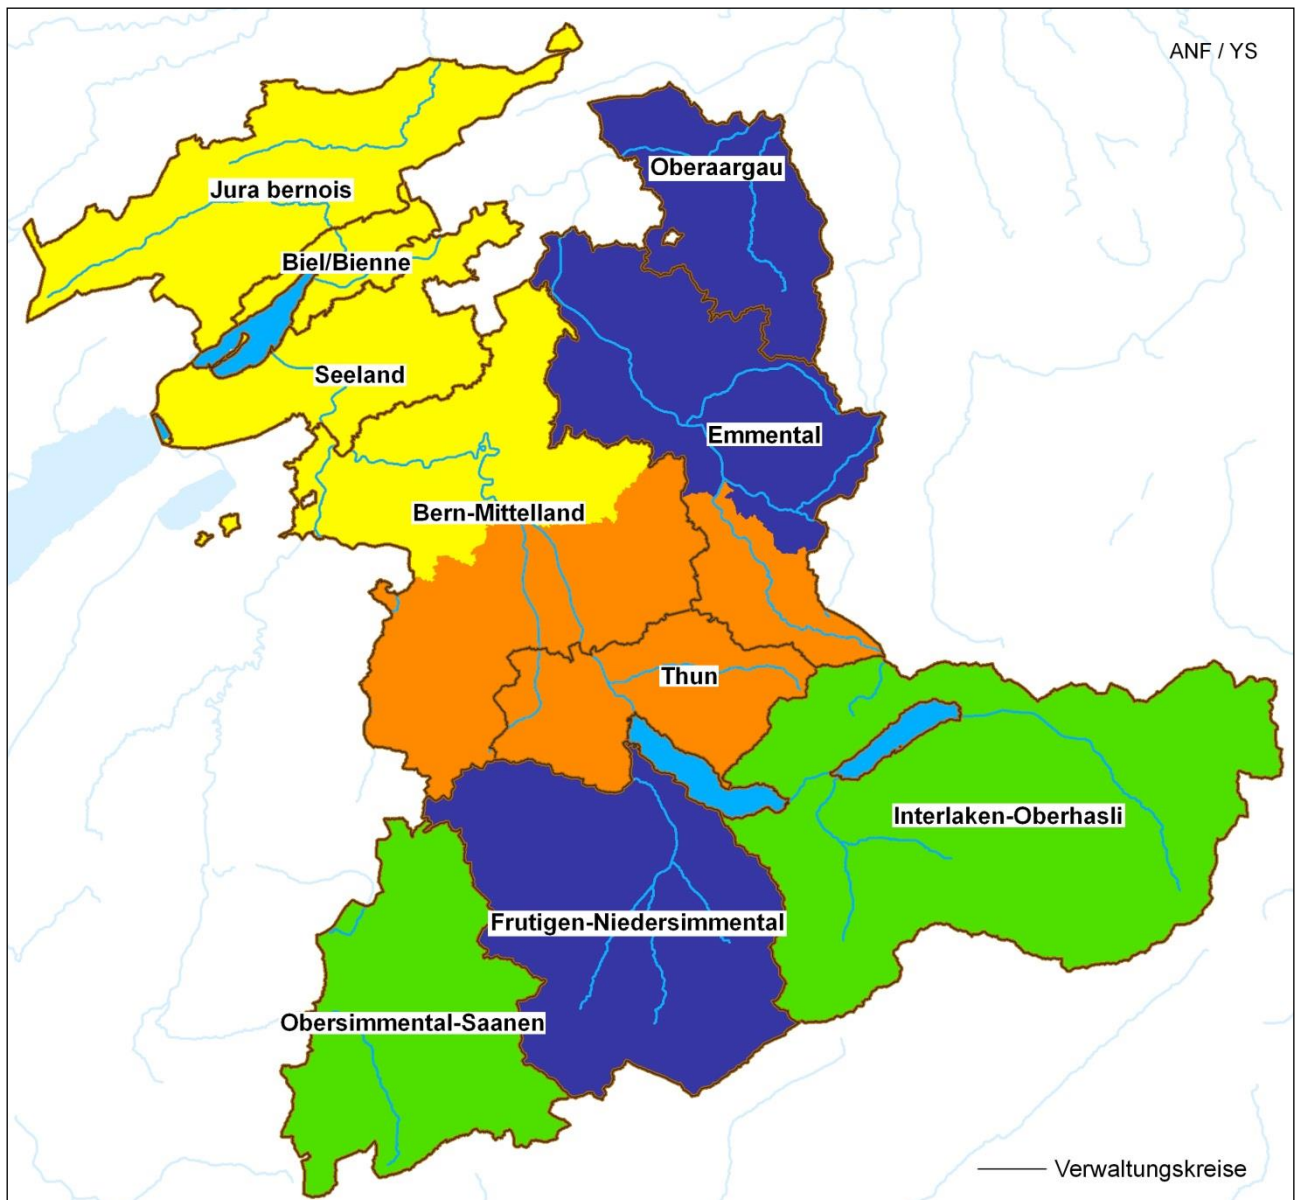 ANF / YS
Oberaargau
Jura bernois
Biel/Bienne
Seeland
Emmental
Bern-Mittelland
Thun
Interlaken-Oberhasli
Frutigen-Niedersimmental
Obersimmental-Saanen
Verwaltungskreise